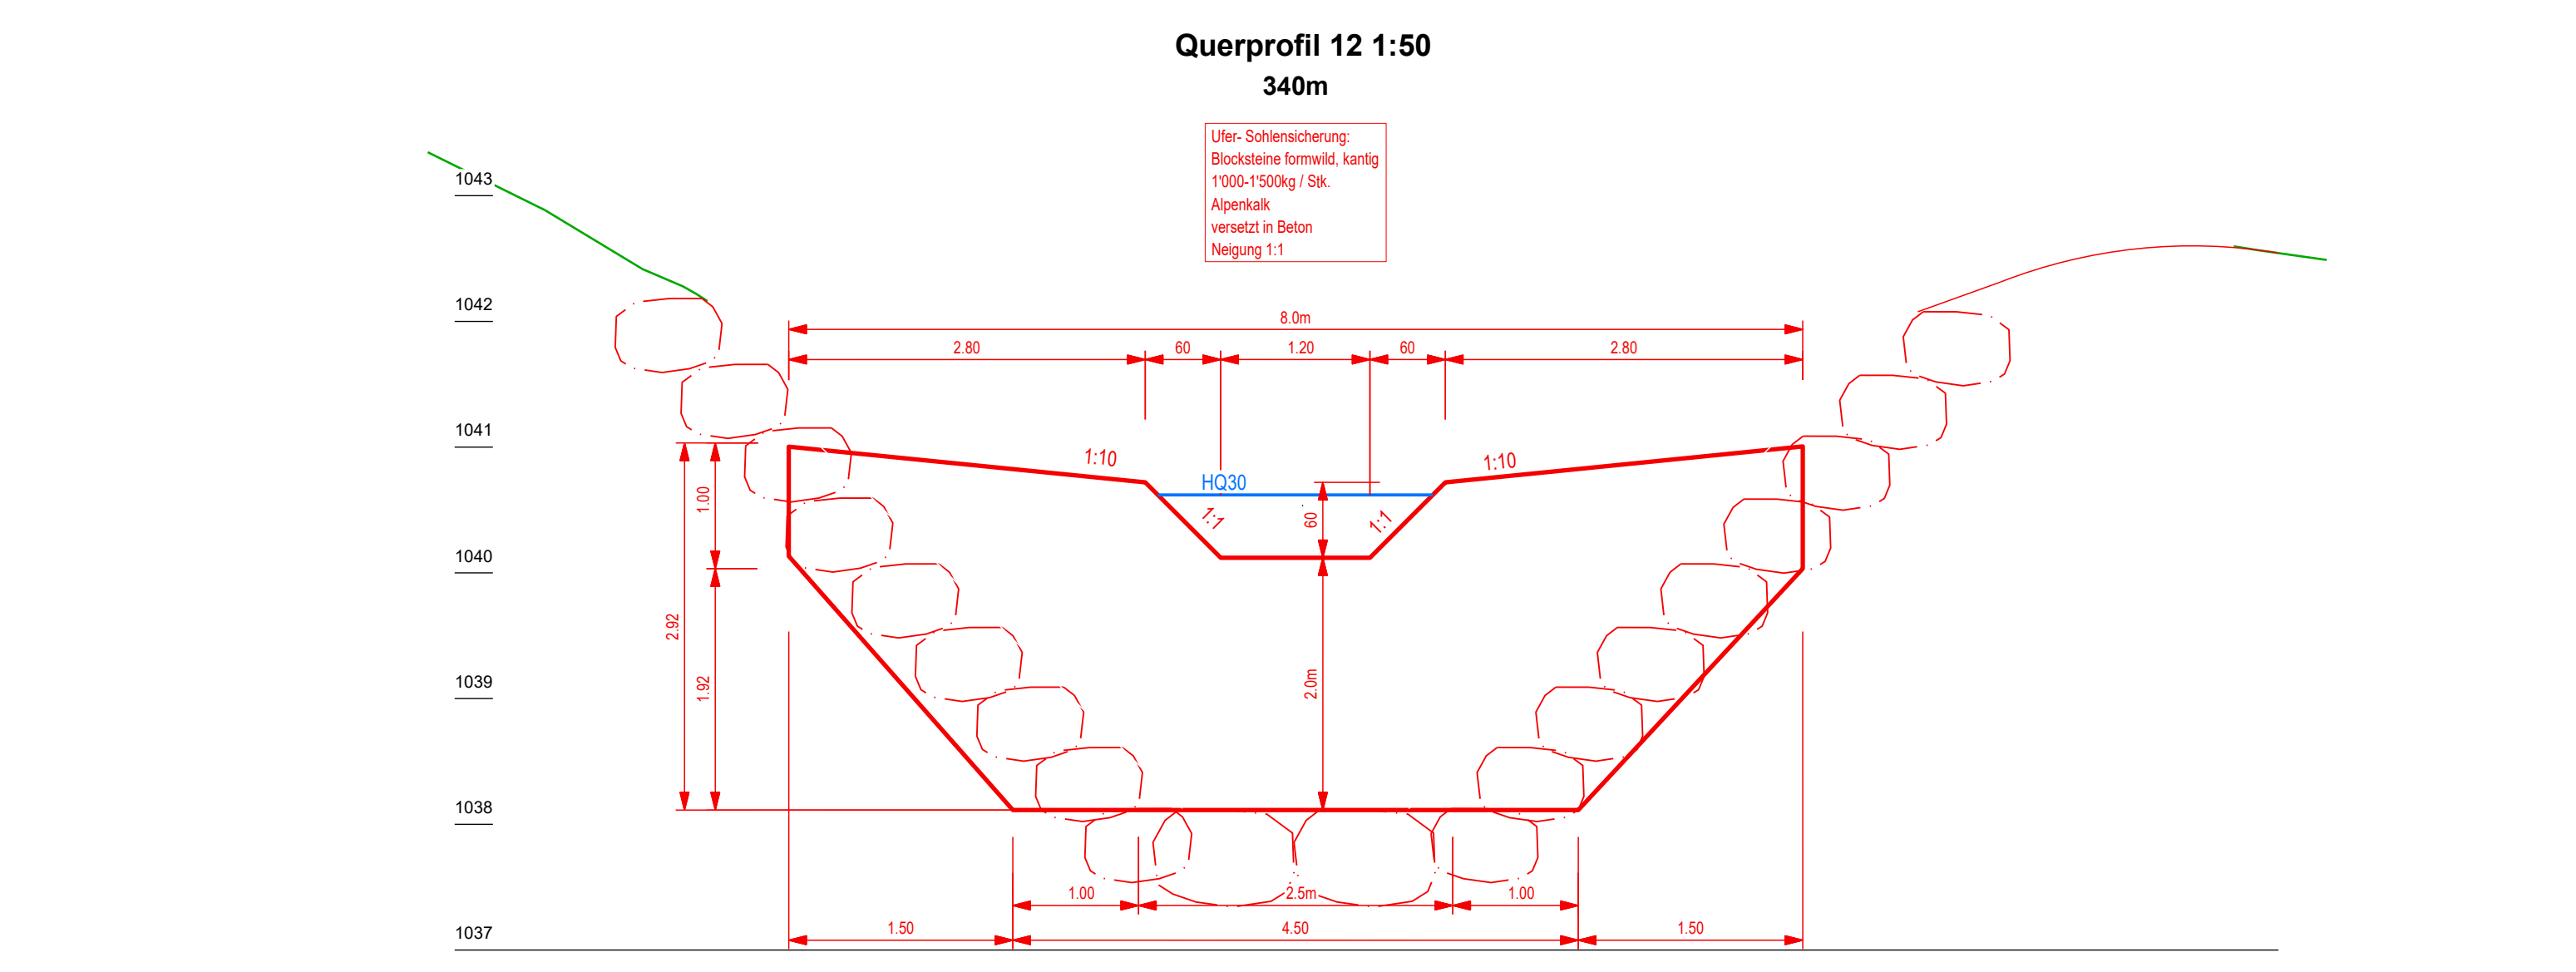 Querprofil 12 1:50
340m
Ufer- Sohlensicherung:
Blocksteine formwild, kantig
1'000-1'500kg / Stk.
Alpenkalk
versetzt in Beton
Neigung 1:1
1043
1042
8.0m
2.80
60
1.20
60
2.80
1041
1:10
1:10
HQ30
1.00
1:1
60
1:1
1040
2.92
1.92
2.0m
1039
1038
1.00
2.5m
1.00
1037
1.50
4.50
1.50